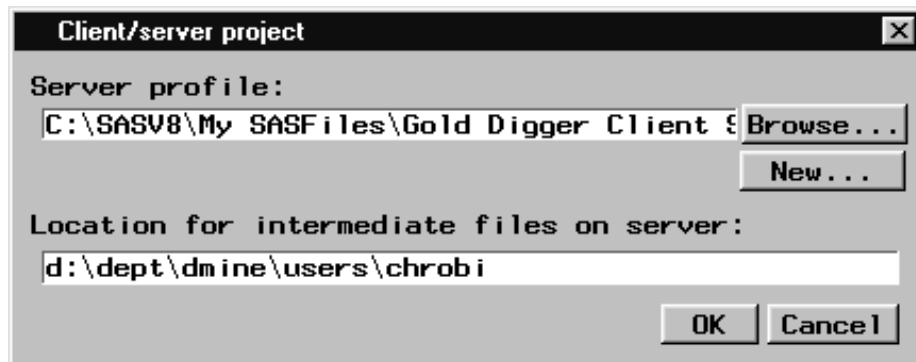 Client/server project
Server profile:
C:\SASV8\My SASFiles\Gold Digger Client Browse...
New...
Location for intermediate files on server:
d:\dept\dmine\users\chrobi
OK Cancel